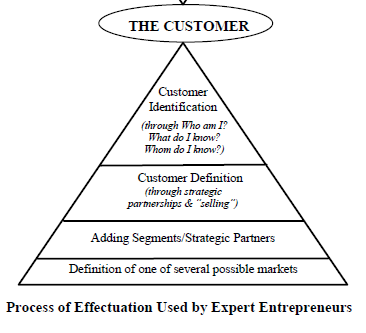 THE CUSTOMER
Customer
Identification
(through Who am I?
What do I know?
Whom do I know?)
Customer Definition
(through strategic
partnerships & "selling")
Adding Segments/Strategic Partners
Definition of one of several possible markets
Process of Effectuation Used by Expert Entrepreneurs